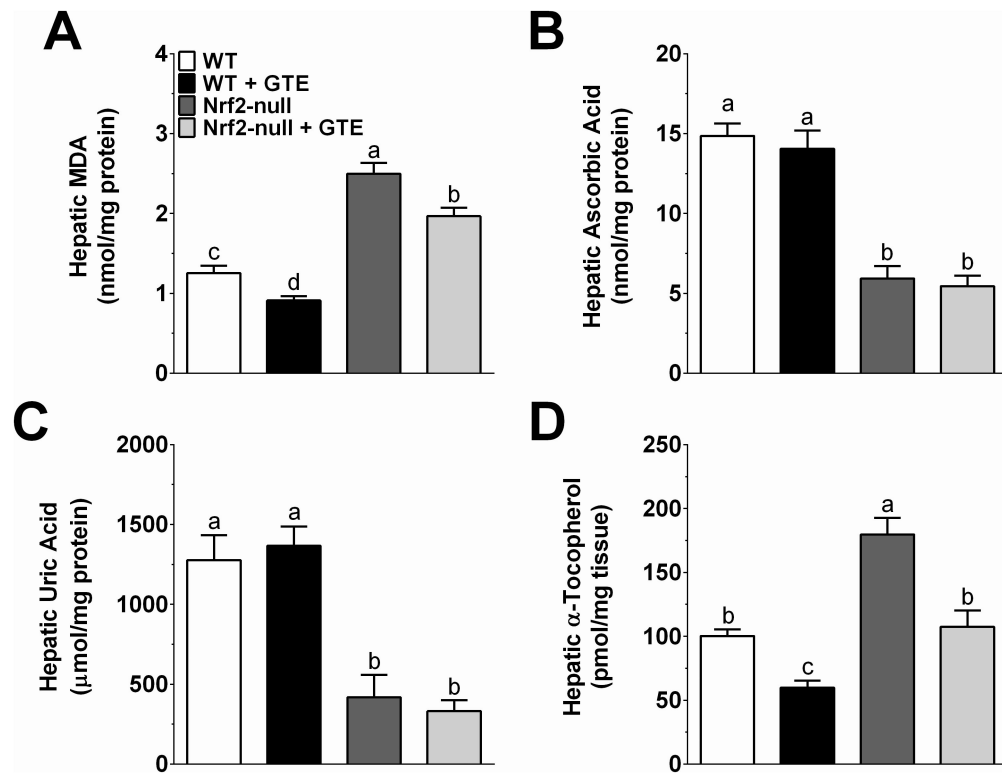 A
Hepatic MDA
(nmol/mg protein)
4
3
2
1
0
WT
WT + GTE
Nrf2-null
Nrf2-null + GTE
c
d
a
b
B
Hepatic Ascorbic Acid
(nmol/mg protein)
20
15
10
5
0
a
a
b
b
C
Hepatic Uric Acid
(μmol/mg protein)
2000
1500
1000
500
0
a
a
b
b
D
Hepatic α-Tocopherol
(pmol/mg tissue)
250
200
150
100
50
0
b
c
a
b